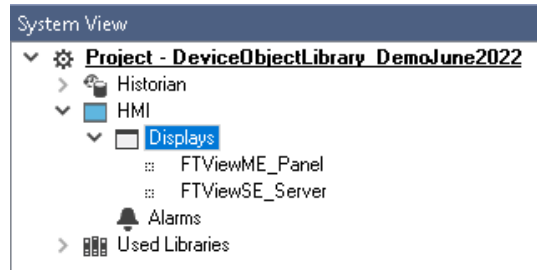 System View
Project - DeviceObjectLibrary_DemoJune2022
Historian
HMI
Displays
FTViewME_Panel
FTViewSE_Server
Alarms
Used Libraries